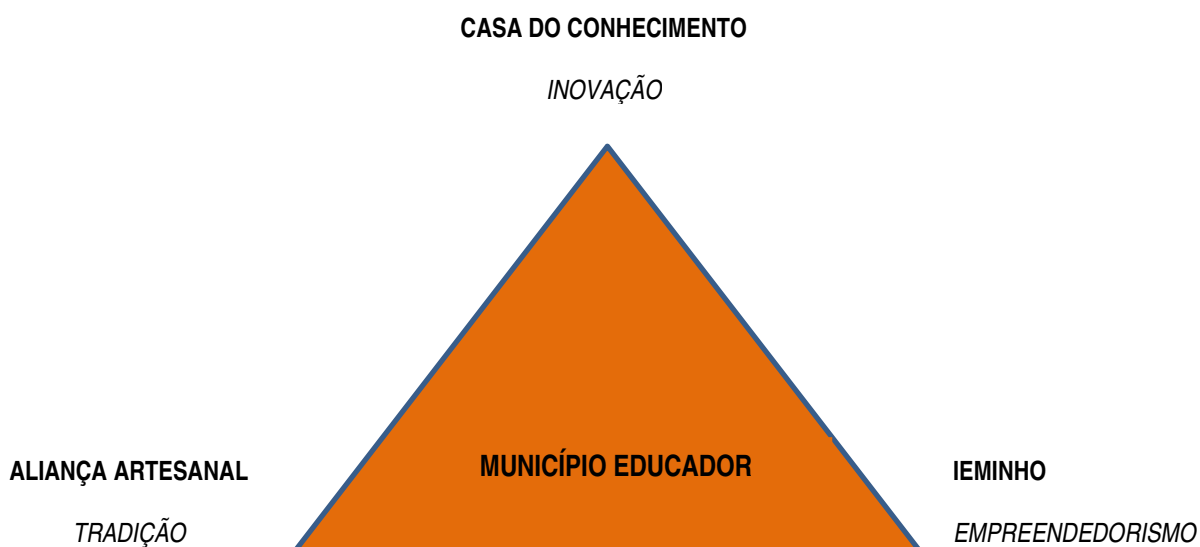 CASA DO CONHECIMENTO
INOVAÇÃO
ALIANÇA ARTESANAL
TRADIÇÃO
MUNICÍPIO EDUCADOR
IEMINHO
EMPREENDEDORISMO